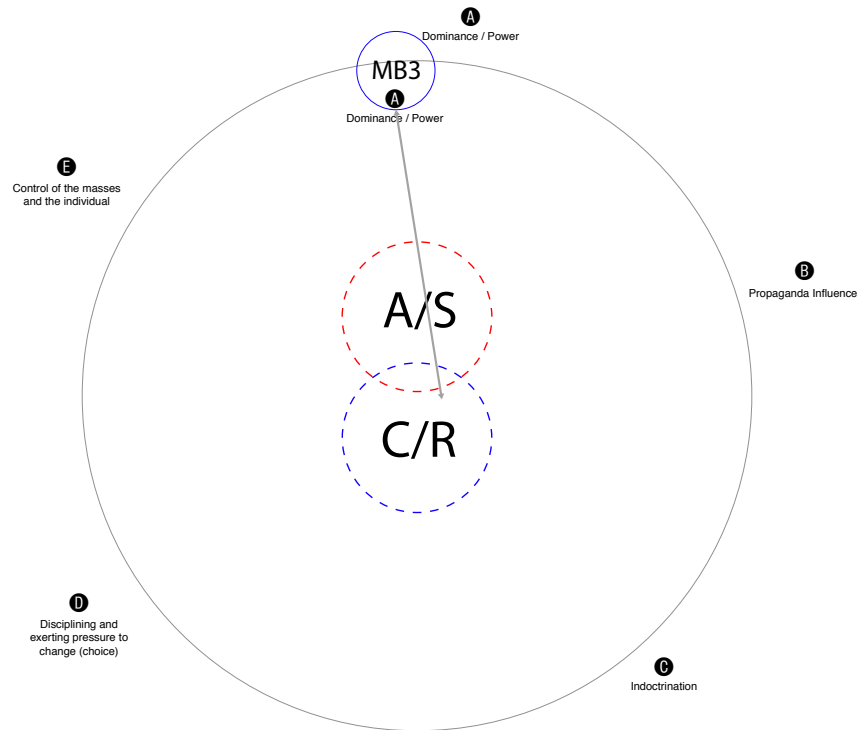 A
Dominance / Power
MB3
A
Dominance / Power
E
Control of the masses
and the individual
B
Propaganda Influence
A/S
C/R
D
Disciplining and
exerting pressure to
change (choice)
C
Indoctrination